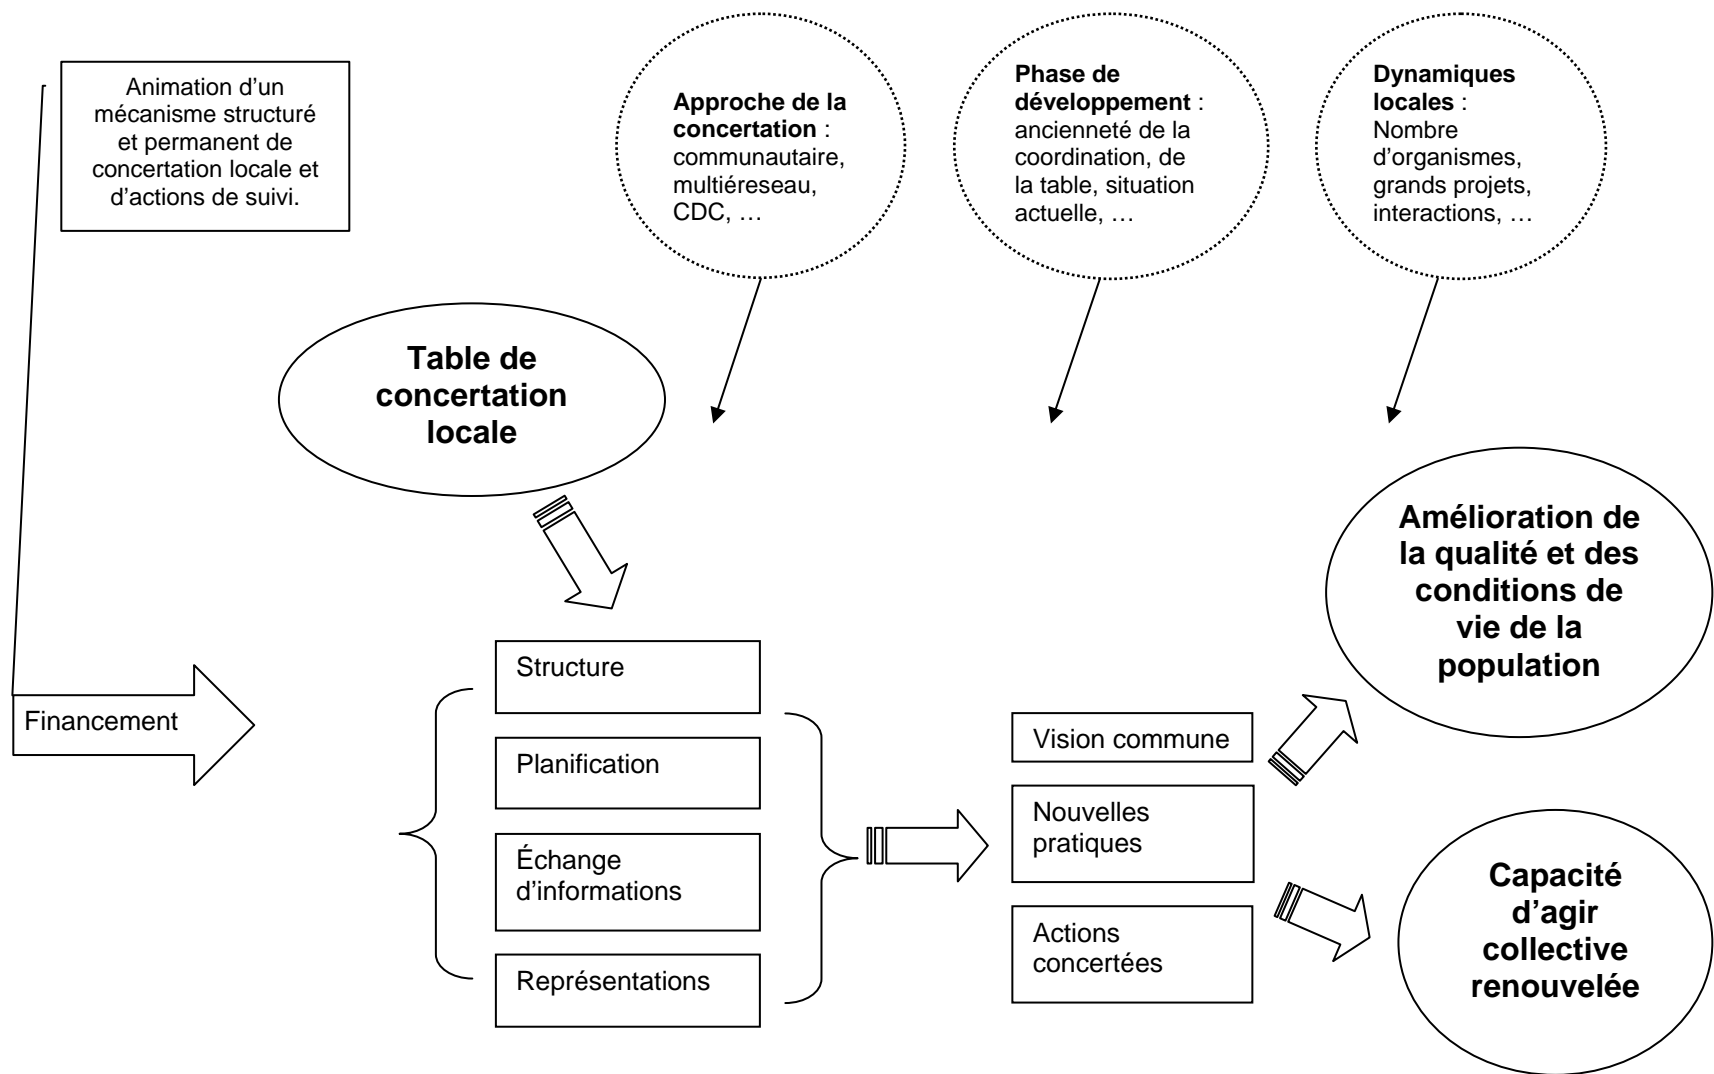 Animation d’un
mécanisme structuré
et permanent de
concertation locale et
d’actions de suivi.
Approche de la
concertation :
communautaire,
multiéreseau,
CDC, …
Phase de
développement :
ancienneté de la
coordination, de
la table, situation
actuelle, …
Dynamiques
locales :
Nombre
d’organismes,
grands projets,
interactions, …
Table de
concertation
locale
Financement
Structure
Planification
Échange
d’informations
Représentations
Vision commune
Nouvelles
pratiques
Actions
concertées
Amélioration de
la qualité et des
conditions de
vie de la
population
Capacité
d’agir
collective
renouvelée